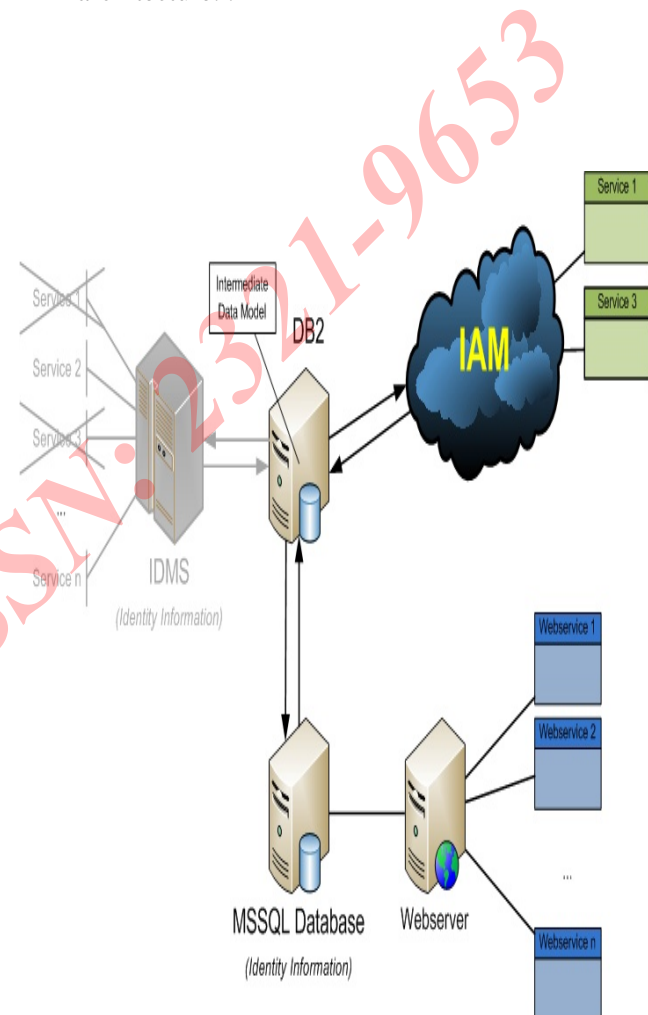 ISSN: 2321-9653
Service 1
Service 3
IAM
Intermediate
Data Model
DB2
Service 1
Service 2
Service 3
...
Service n
IDMS
(Identity Information)
Webservice 1
Webservice 2
...
Webservice n
MSSQL Database
(Identity Information)
Webserver